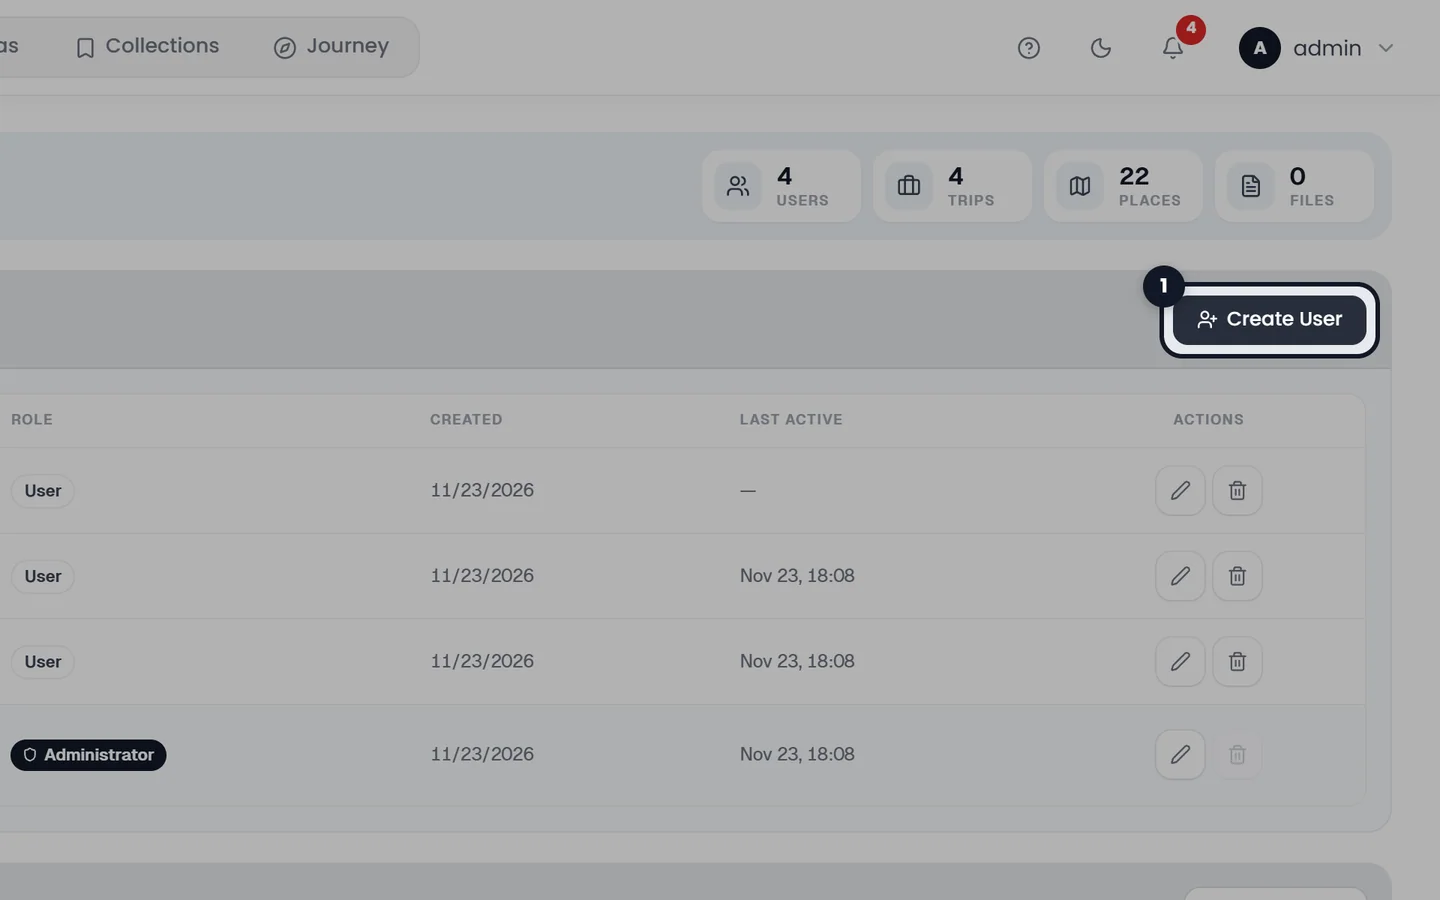 as Collections Journey 4 A admin
4 USERS 4 TRIPS 22 PLACES 0 FILES
1
Create User
ROLE CREATED LAST ACTIVE ACTIONS
User 11/23/2026 —
User 11/23/2026 Nov 23, 18:08
User 11/23/2026 Nov 23, 18:08
Administrator 11/23/2026 Nov 23, 18:08